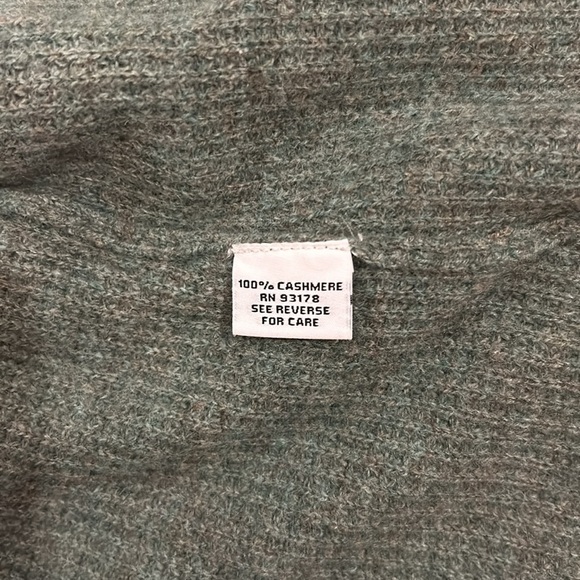 100% CASHMERE
RN 93178
SEE REVERSE
FOR CARE